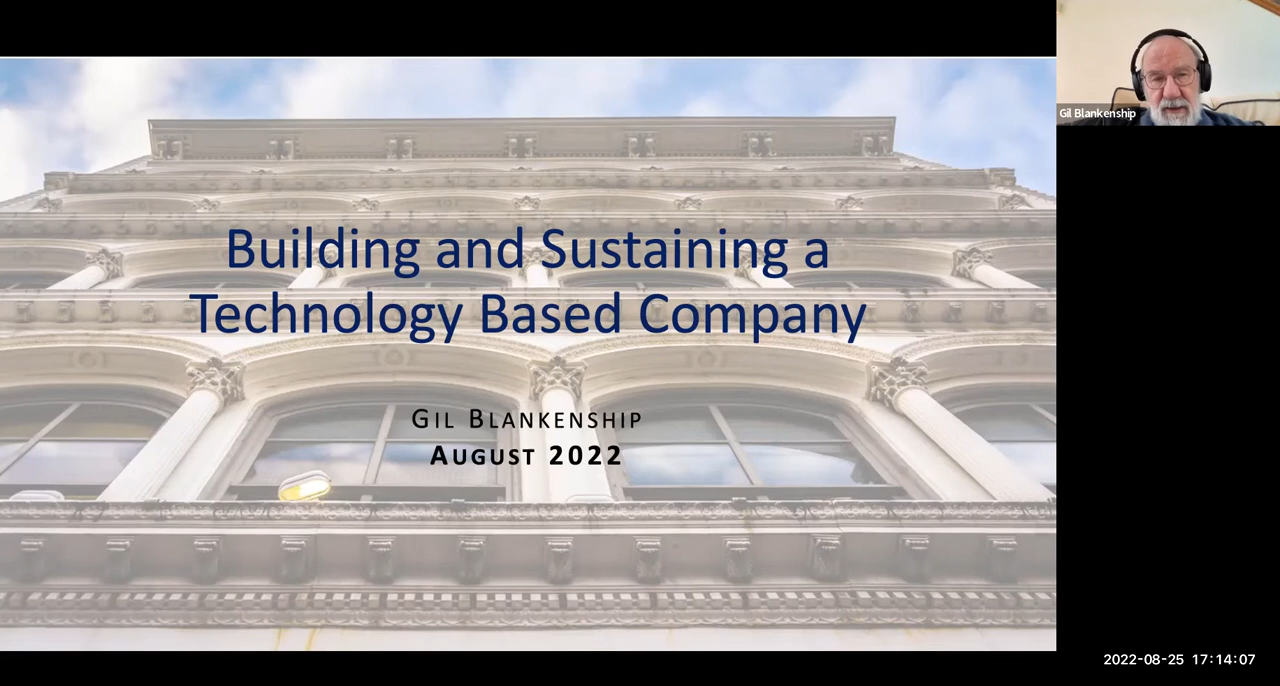 Building and Sustaining a
Technology Based Company
GIL BLANKENSHIP
AUGUST 2022
Gil Blankenship
2022-08-25 17:14:07